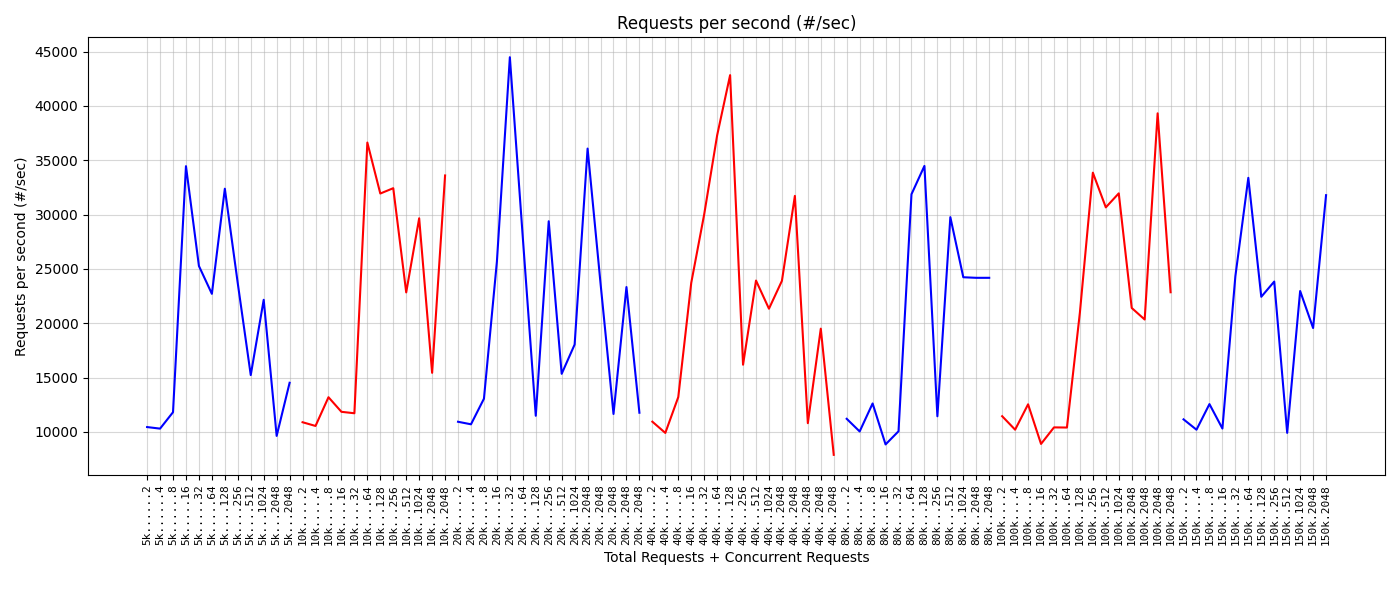 Requests per second (#/sec)
45000
40000
35000
30000
25000
20000
15000
10000
Requests per second (#/sec)
5k......2
5k......4
5k......8
5k.....16
5k.....32
5k.....64
5k....128
5k....256
5k....512
5k...1024
5k...2048
5k...2048
10k.....2
10k.....4
10k.....8
10k....16
10k....32
10k....64
10k...128
10k...256
10k...512
10k..1024
10k..2048
10k..2048
20k.....2
20k.....4
20k.....8
20k....16
20k....32
20k....64
20k...128
20k...256
20k...512
20k..1024
20k..2048
20k..2048
20k..2048
20k..2048
20k..2048
40k.....2
40k.....4
40k.....8
40k....16
40k....32
40k....64
40k...128
40k...256
40k...512
40k..1024
40k..2048
40k..2048
40k..2048
40k..2048
40k..2048
80k.....2
80k.....4
80k.....8
80k....16
80k....32
80k....64
80k...128
80k...256
80k...512
80k..1024
80k..2048
80k..2048
100k....2
100k....4
100k....8
100k...16
100k...32
100k...64
100k..128
100k..256
100k..512
100k.1024
100k.2048
100k.2048
100k.2048
100k.2048
150k....2
150k....4
150k....8
150k...16
150k...32
150k...64
150k..128
150k..256
150k..512
150k.1024
150k.2048
150k.2048
Total Requests + Concurrent Requests